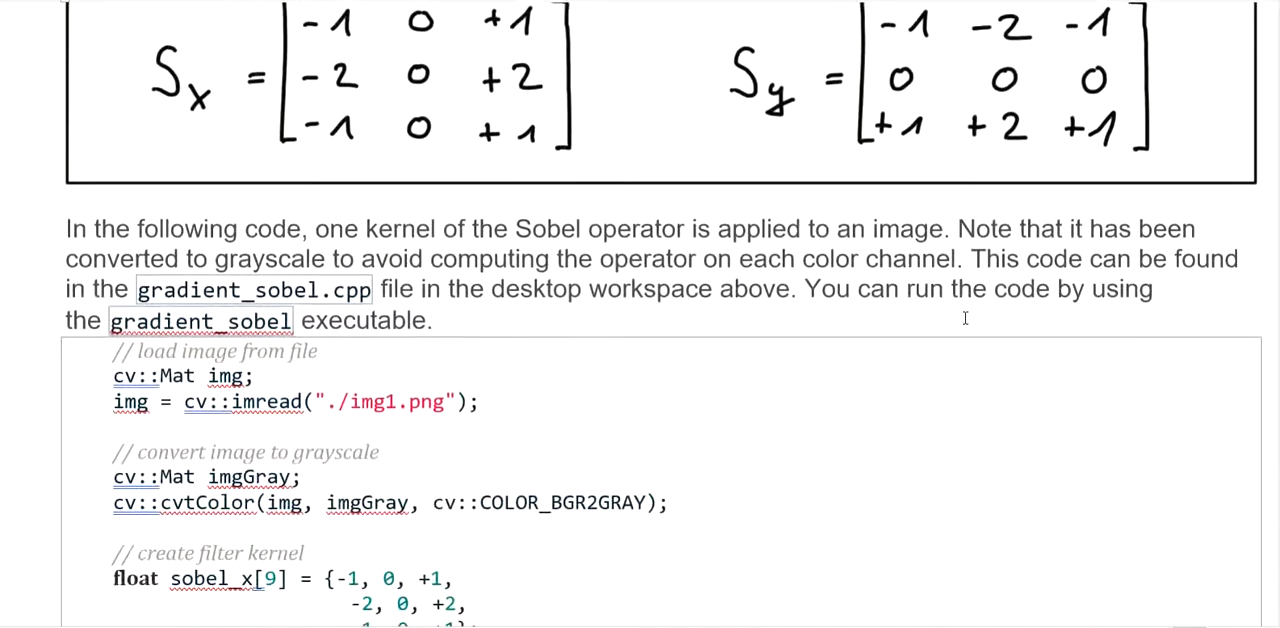 -1 0 +1 -1 -2 -1
Sx = -2 0 +2 Sy = 0 0 0
-1 0 +1 +1 +2 +1
In the following code, one kernel of the Sobel operator is applied to an image. Note that it has been
converted to grayscale to avoid computing the operator on each color channel. This code can be found
in the gradient_sobel.cpp file in the desktop workspace above. You can run the code by using
the gradient_sobel executable.
// load image from file
cv::Mat img;
img = cv::imread("./img1.png");
// convert image to grayscale
cv::Mat imgGray;
cv::cvtColor(img, imgGray, cv::COLOR_BGR2GRAY);
// create filter kernel
float sobel_x[9] = {-1, 0, +1,
-2, 0, +2,